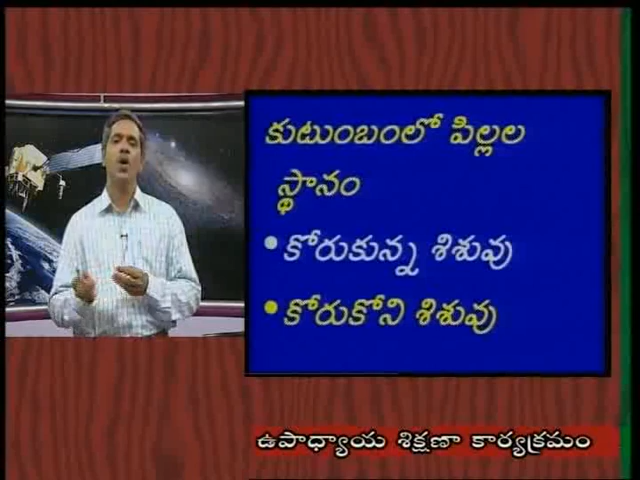 కుటుంబంలో పిల్లల
స్థానం
• కోరుకున్న శిశువు
• కోరుకోని శిశువు
ఉపాధ్యాయ శిక్షణా కార్యక్రమం